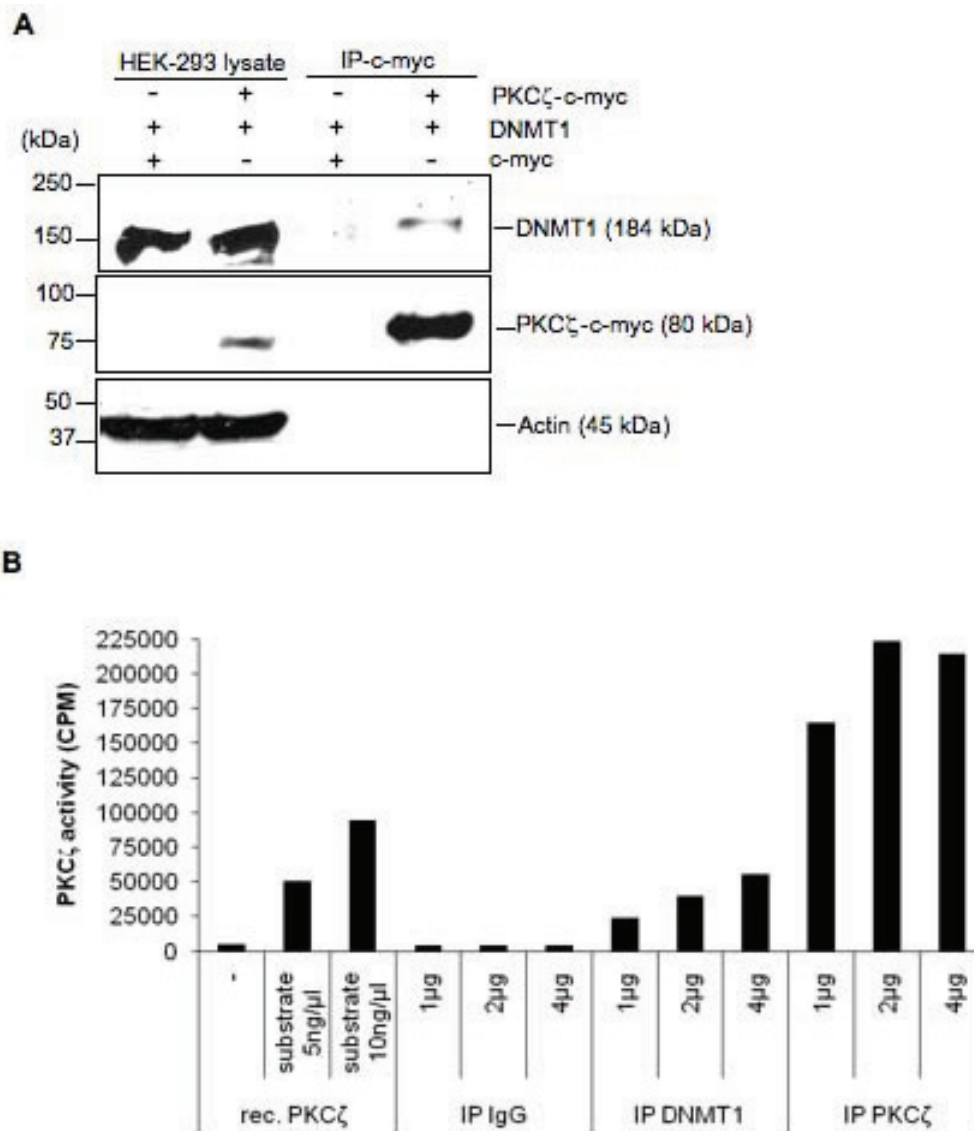 A
HEK-293 lysate IP-c-myc
- + - + PKCζ-c-myc
(kDa) + + + + DNMT1
+ - + - c-myc
250
150
DNMT1 (184 kDa)
100
75
PKCζ-c-myc (80 kDa)
50
37
Actin (45 kDa)
B
PKCζ activity (CPM)
225000
200000
175000
150000
125000
100000
75000
50000
25000
0
- substrate 5ng/µl substrate 10ng/µl 1µg 2µg 4µg 1µg 2µg 4µg 1µg 2µg 4µg
rec. PKCζ IP IgG IP DNMT1 IP PKCζ